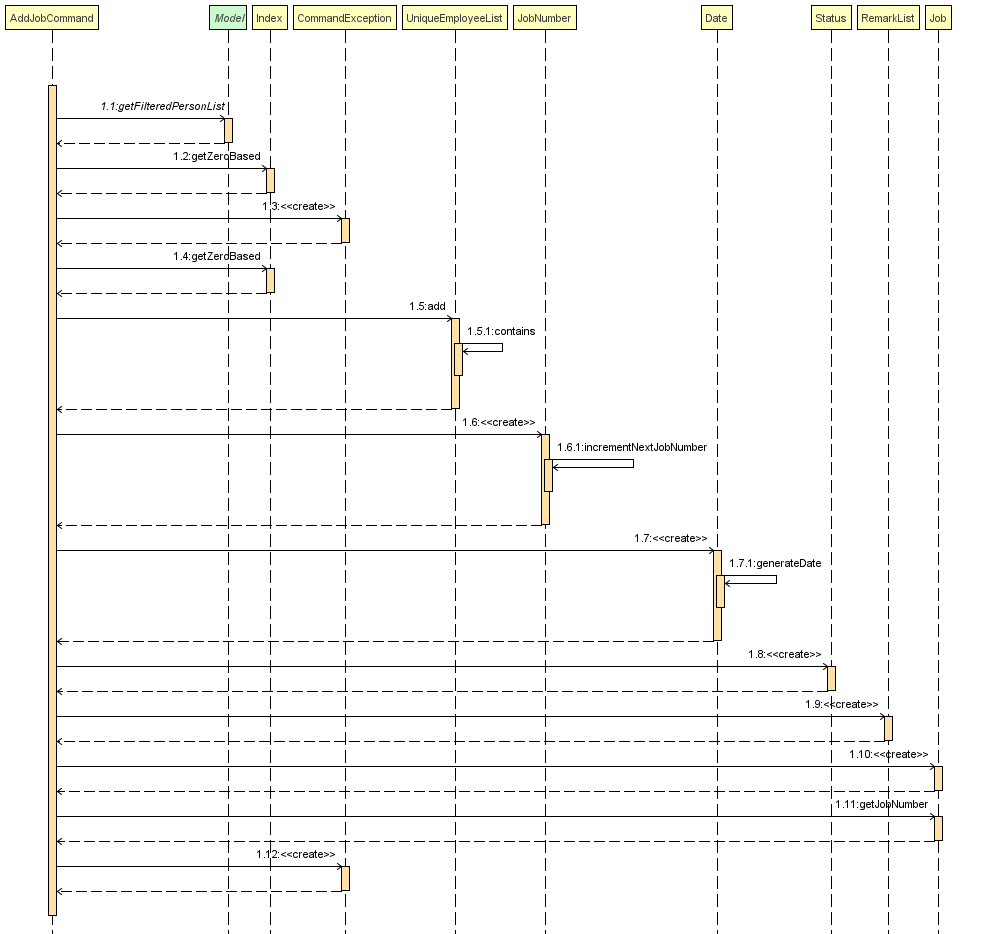 AddJobCommand Model Index CommandException UniqueEmployeeList JobNumber Date Status RemarkList Job
1.1:getFilteredPersonList
1.2:getZeroBased
1.3:<<create>>
1.4:getZeroBased
1.5:add
1.5.1:contains
1.6:<<create>>
1.6.1:incrementNextJobNumber
1.7:<<create>>
1.7.1:generateDate
1.8:<<create>>
1.9:<<create>>
1.10:<<create>>
1.11:getJobNumber
1.12:<<create>>